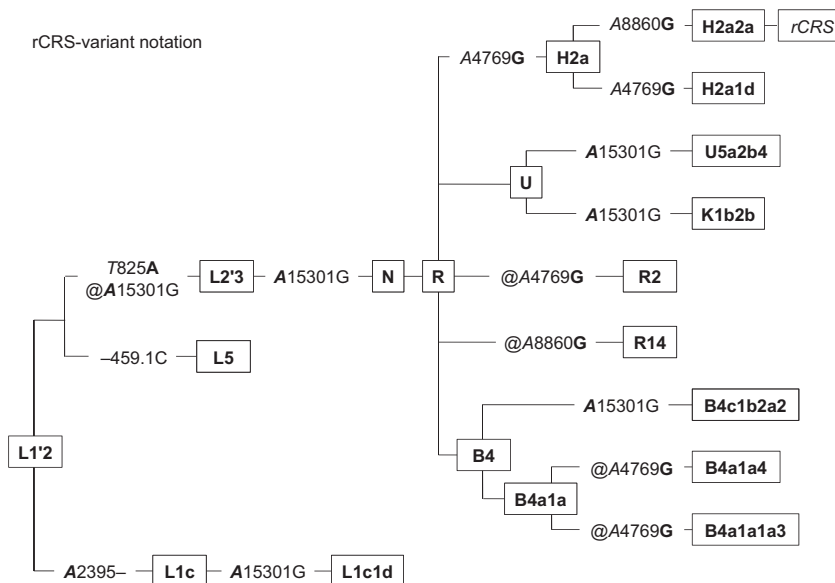 rCRS-variant notation
A8860G H2a2a rCRS
A4769G H2a
A4769G H2a1d
A15301G U5a2b4
U
A15301G K1b2b
T825A
@A15301G L2'3 A15301G N R @A4769G R2
–459.1C L5 @A8860G R14
A15301G B4c1b2a2
L1'2 B4
@A4769G B4a1a4
B4a1a
@A4769G B4a1a1a3
A2395– L1c A15301G L1c1d